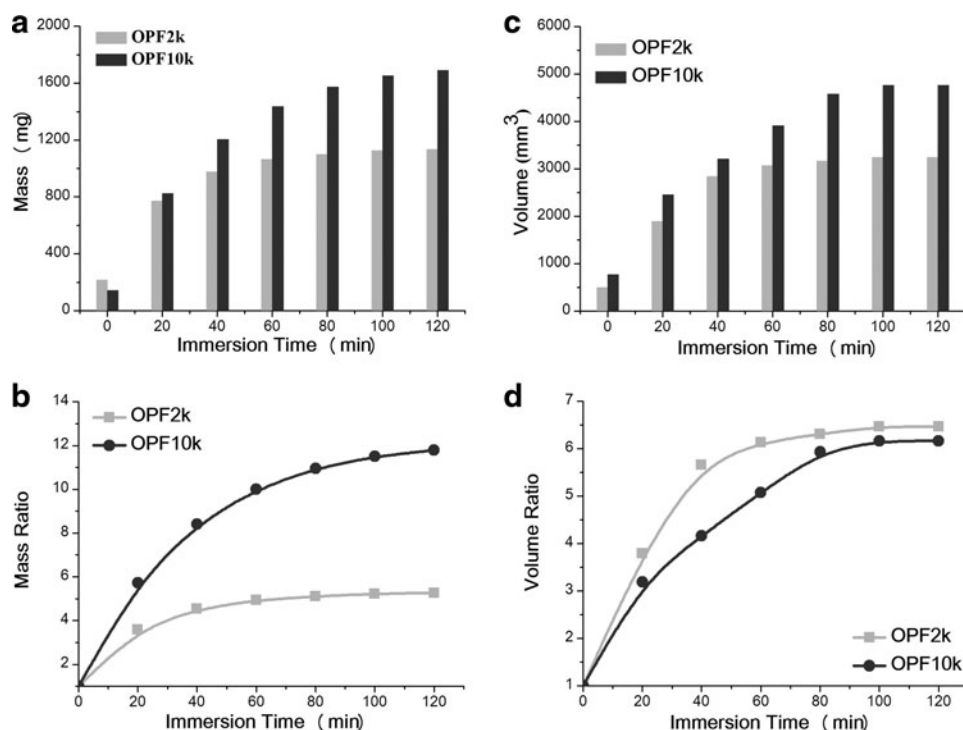 a
OPF2k
OPF10k
2000
1600
1200
800
400
0
Mass ( mg)
0 20 40 60 80 100 120
Immersion Time ( min)
c
OPF2k
OPF10k
6000
5000
4000
3000
2000
1000
0
Volume (mm3)
0 20 40 60 80 100 120
Immersion Time ( min)
b
OPF2k
OPF10k
14
12
10
8
6
4
2
Mass Ratio
0 20 40 60 80 100 120
Immersion Time ( min)
d
7
6
5
4
3
2
1
Volume Ratio
OPF2k
OPF10k
0 20 40 60 80 100 120
Immersion Time ( min)